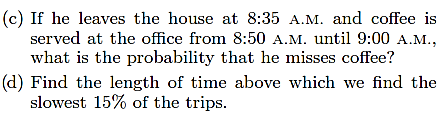 (c) If he leaves the house at 8:35 A.M. and coffee is
served at the office from 8:50 A.M. until 9:00 A.M.,
what is the probability that he misses coffee?
(d) Find the length of time above which we find the
slowest 15% of the trips.